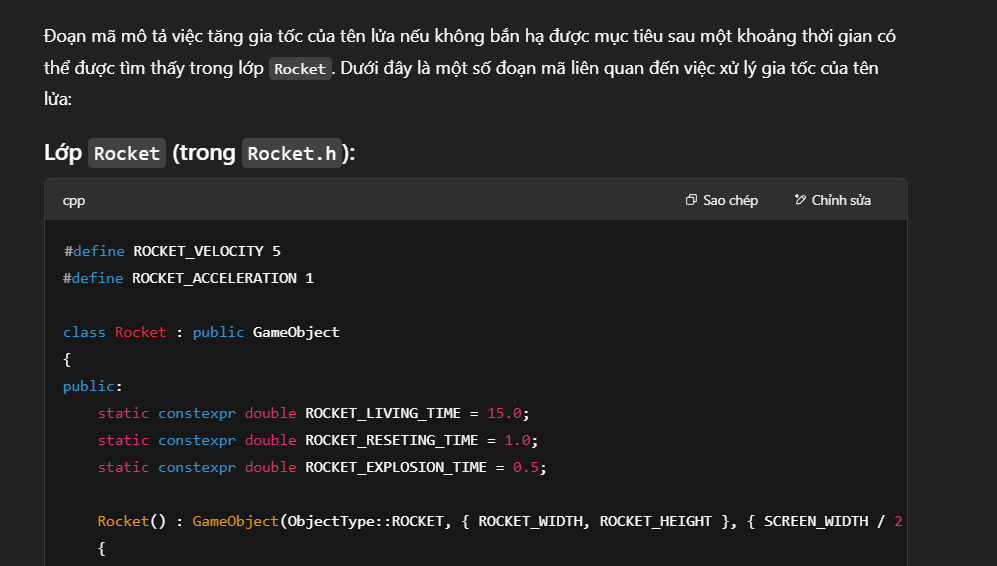 Đoạn mã mô tả việc tăng gia tốc của tên lửa nếu không bắn hạ được mục tiêu sau một khoảng thời gian có
thể được tìm thấy trong lớp Rocket. Dưới đây là một số đoạn mã liên quan đến việc xử lý gia tốc của tên
lửa:
Lớp Rocket (trong Rocket.h):
cpp Sao chép Chỉnh sửa
#define ROCKET_VELOCITY 5
#define ROCKET_ACCELERATION 1
class Rocket : public GameObject
{
public:
    static constexpr double ROCKET_LIVING_TIME = 15.0;
    static constexpr double ROCKET_RESETING_TIME = 1.0;
    static constexpr double ROCKET_EXPLOSION_TIME = 0.5;
    Rocket() : GameObject(ObjectType::ROCKET, { ROCKET_WIDTH, ROCKET_HEIGHT }, { SCREEN_WIDTH / 2
    {